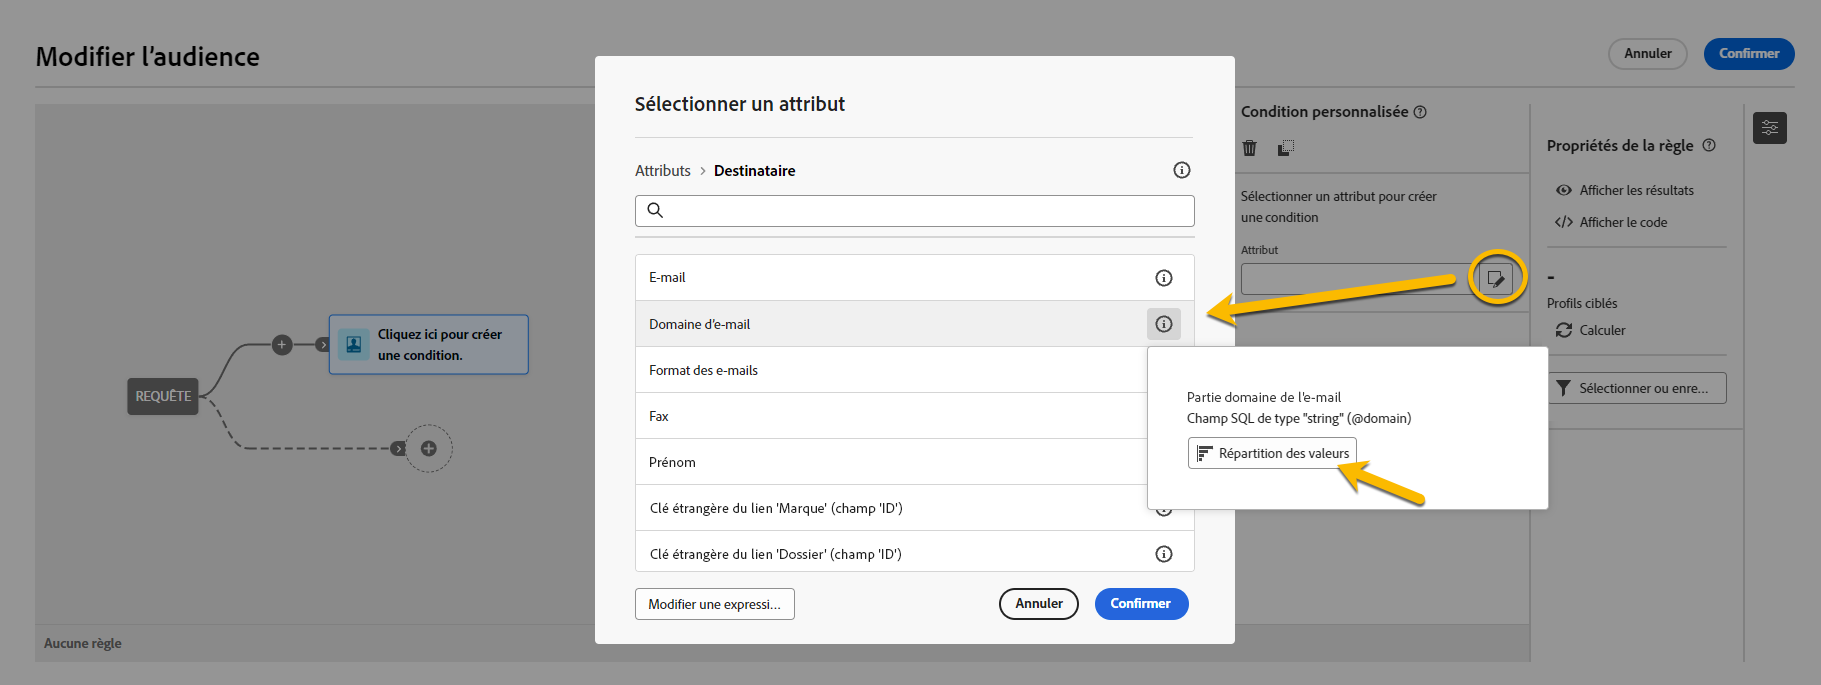 Modifier l’audience
Annuler
Confirmer
Sélectionner un attribut
Attributs > Destinataire
E-mail
Domaine d'e-mail
Format des e-mails
Fax
Prénom
Clé étrangère du lien 'Marque' (champ 'ID')
Clé étrangère du lien 'Dossier' (champ 'ID')
Modifier une expressi...
Annuler
Confirmer
Partie domaine de l'e-mail
Champ SQL de type "string" (@domain)
Répartition des valeurs
REQUÊTE
Cliquez ici pour créer
une condition.
Aucune règle
Condition personnalisée
Sélectionner un attribut pour créer
une condition
Attribut
Propriétés de la règle
Afficher les résultats
Afficher le code
-
Profils ciblés
Calculer
Sélectionner ou enre...